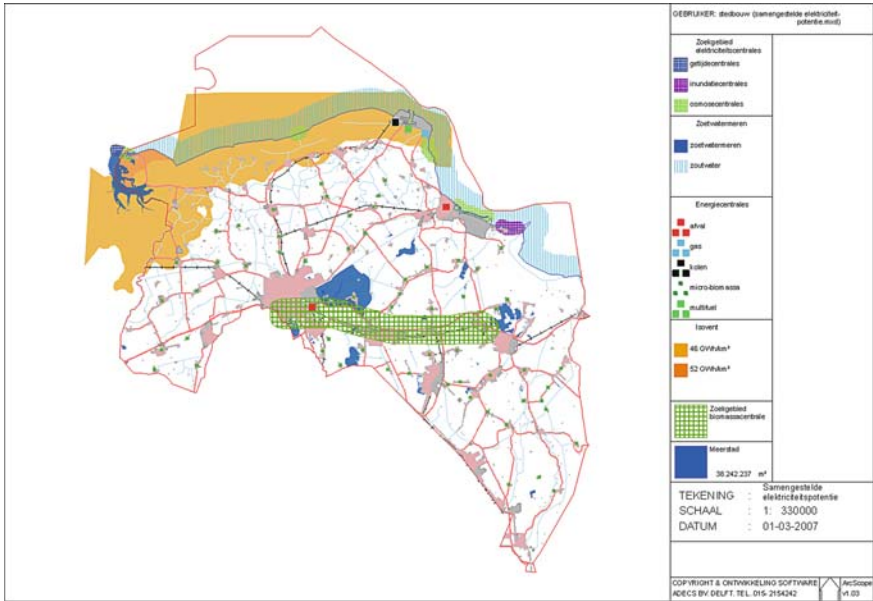 GEBRUIKER: stedbouw (samengestelde elektriciteit-
potentie.mxd)
Zoekgebied
elektriciteitscentrales
getijdecentrales
inundatiecentrales
osmosecentrales
Zoetwatermeren
zoetwatermeren
zoutwater
Energiecentrales
afval
gas
kolen
micro-biomassa
multifuel
Isovent
46 GWh/km²
52 GWh/km²
Zoekgebied
biomassacentrale
Meerstad
36.242.237 m²
TEKENING : Samengestelde
elektriciteitspotentie
SCHAAL : 1: 330000
DATUM : 01-03-2007
COPYRIGHT & ONTWIKKELING SOFTWARE
ADECS BV. DELFT. TEL. 015- 2154242
ArcScope
v1.03